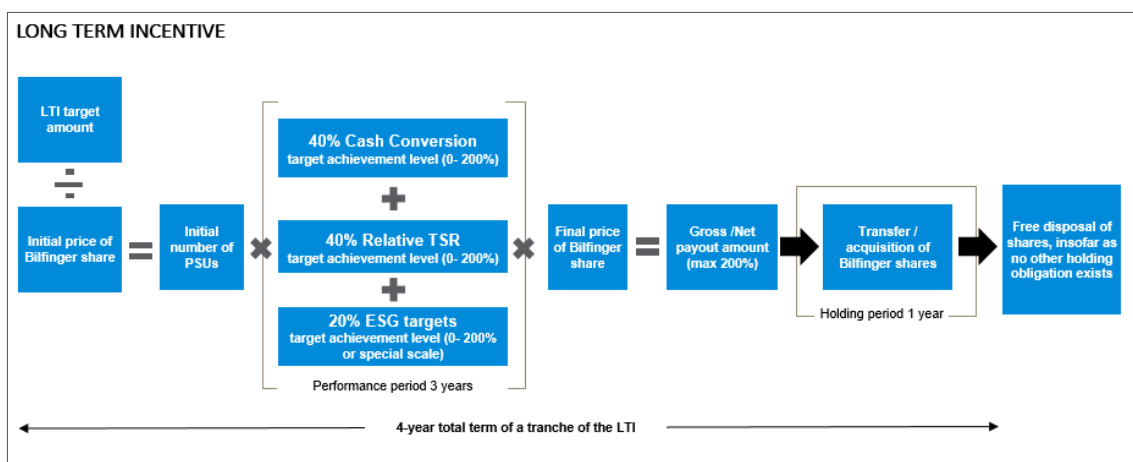 LONG TERM INCENTIVE
LTI target
amount
Initial price of
Bilfinger share
Initial
number of
PSUs
40% Cash Conversion
target achievement level (0- 200%)
40% Relative TSR
target achievement level (0- 200%)
20% ESG targets
target achievement level (0- 200%
or special scale)
Performance period 3 years
Final price
of Bilfinger
share
Gross /Net
payout amount
(max 200%)
Transfer /
acquisition of
Bilfinger shares
Holding period 1 year
Free disposal of
shares, insofar as
no other holding
obligation exists
4-year total term of a tranche of the LTI